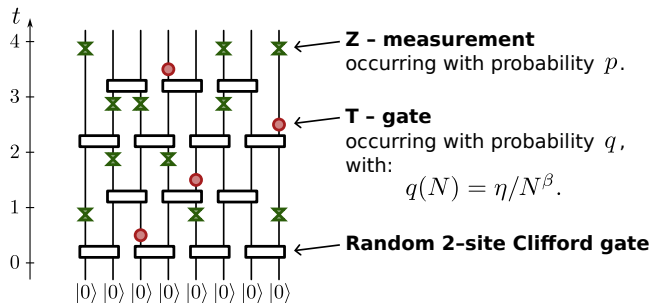 t
4
3
2
1
0
|0⟩ |0⟩ |0⟩ |0⟩ |0⟩ |0⟩ |0⟩ |0⟩
Z – measurement
occurring with probability p.
T – gate
occurring with probability q,
with:
q(N) = η/N^β.
Random 2–site Clifford gate